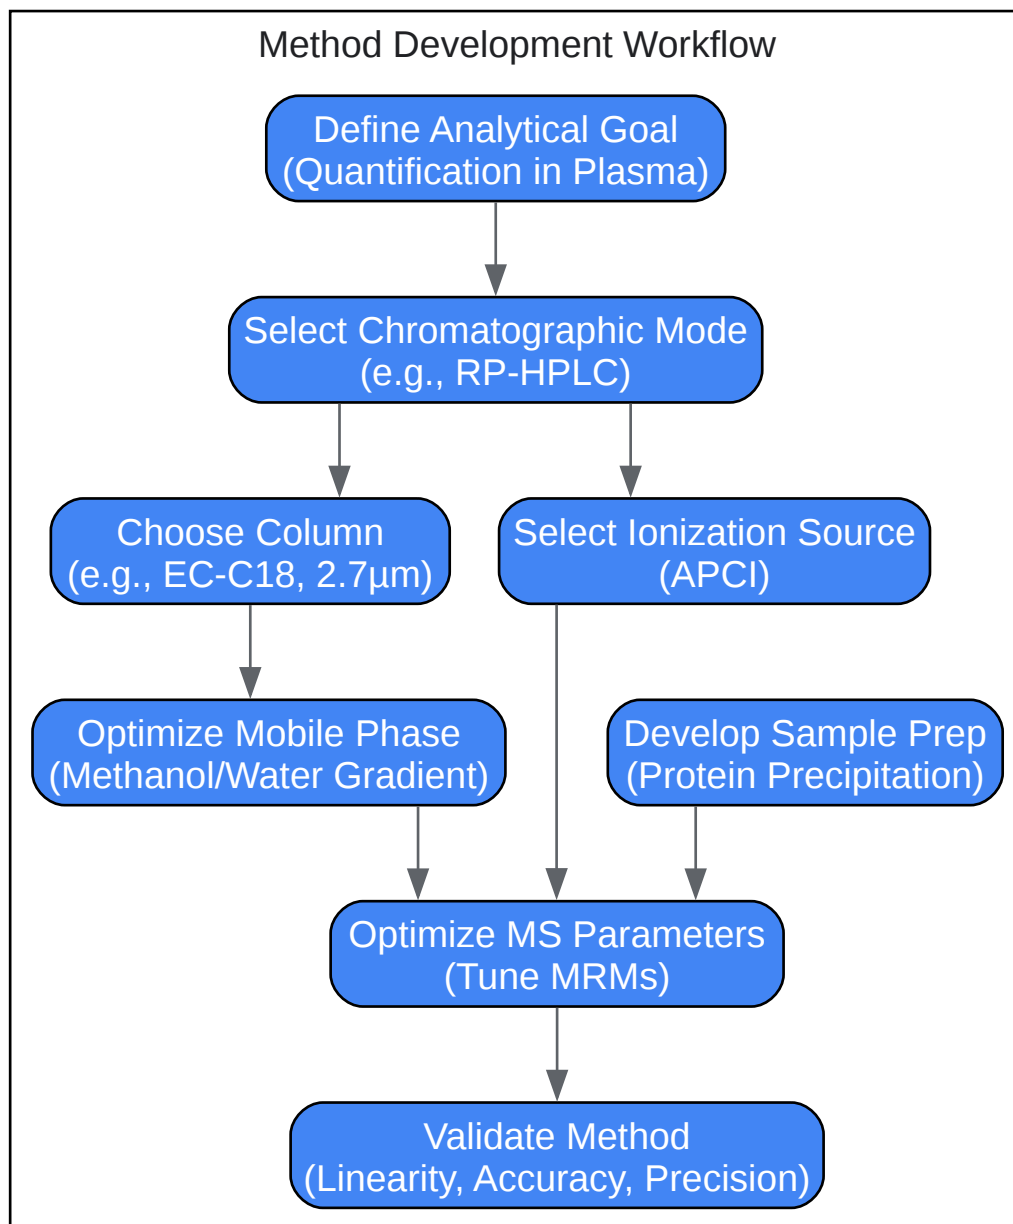 Method Development Workflow
Define Analytical Goal
(Quantification in Plasma)
Select Chromatographic Mode
(e.g., RP-HPLC)
Choose Column
(e.g., EC-C18, 2.7µm)
Select Ionization Source
(APCI)
Optimize Mobile Phase
(Methanol/Water Gradient)
Develop Sample Prep
(Protein Precipitation)
Optimize MS Parameters
(Tune MRMs)
Validate Method
(Linearity, Accuracy, Precision)